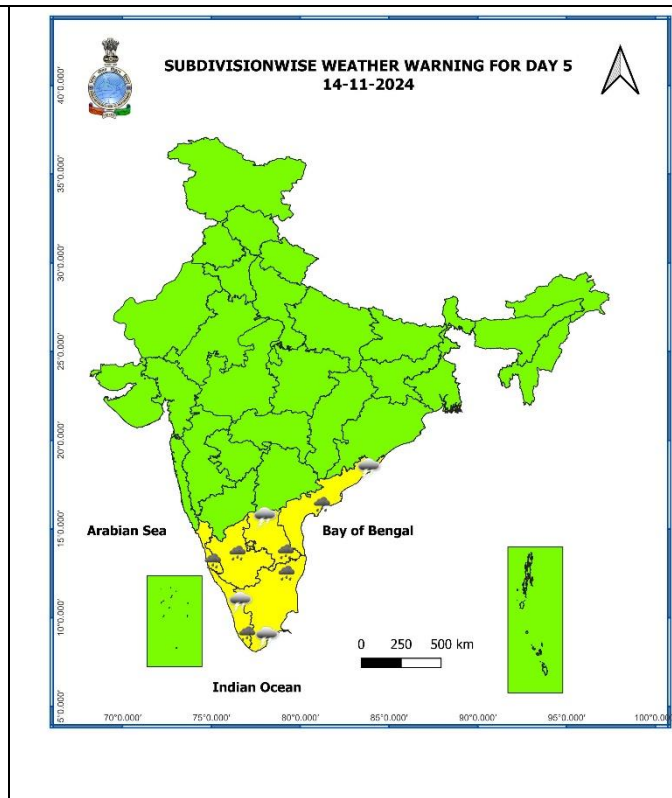 SUBDIVISIONWISE WEATHER WARNING FOR DAY 5
14-11-2024
40°0.000'
35°0.000'
30°0.000'
25°0.000'
20°0.000'
15°0.000'
10°0.000'
5°0.000'
Arabian Sea
Bay of Bengal
0 250 500 km
Indian Ocean
70°0.000' 75°0.000' 80°0.000' 85°0.000' 90°0.000' 95°0.000' 100°0.000'